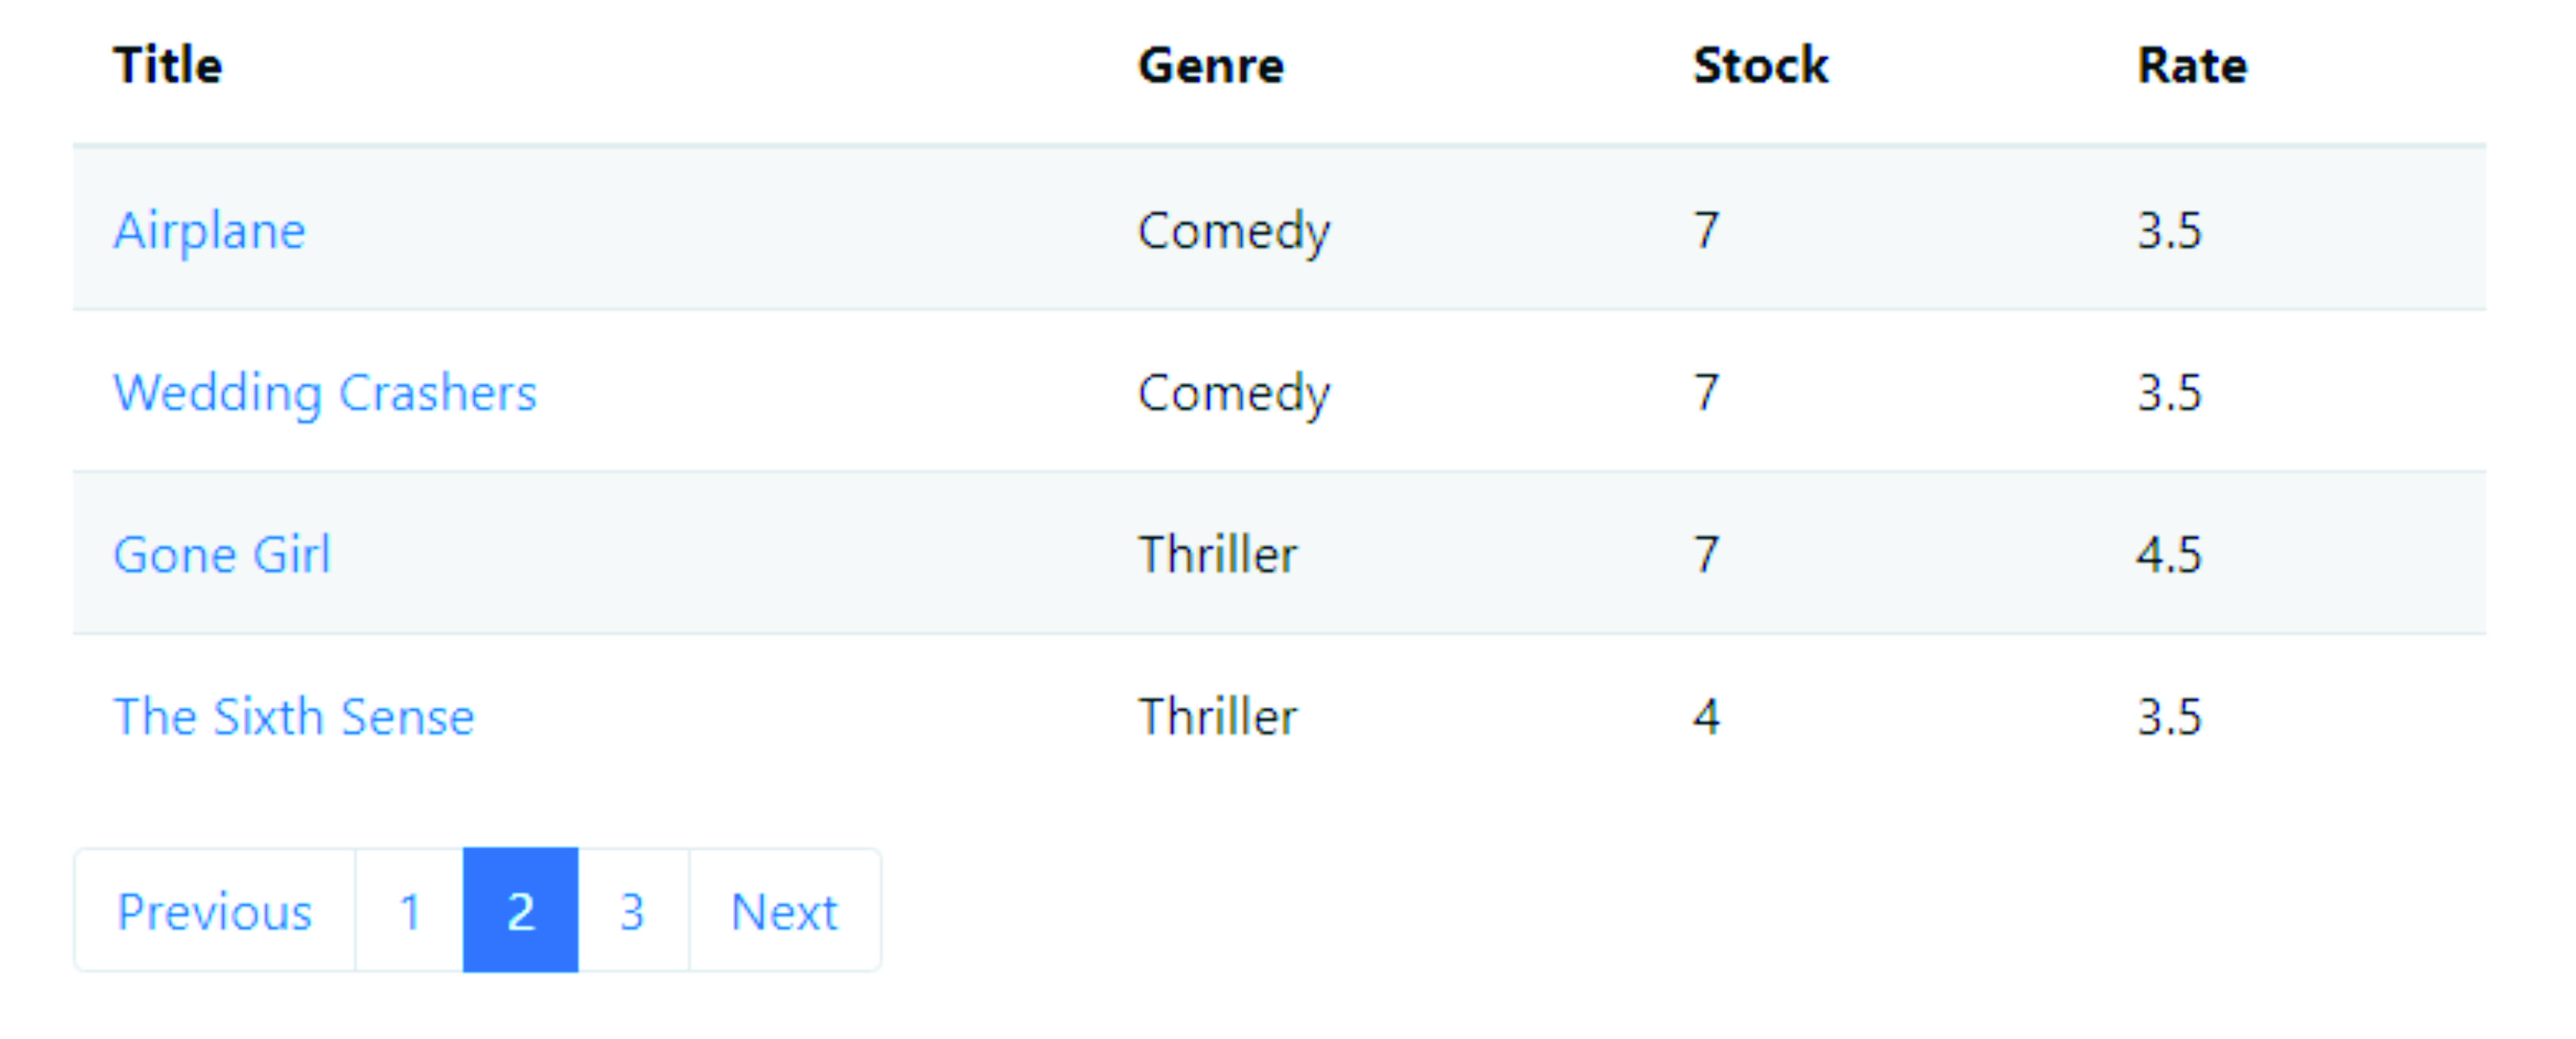 Title Genre Stock Rate
Airplane Comedy 7 3.5
Wedding Crashers Comedy 7 3.5
Gone Girl Thriller 7 4.5
The Sixth Sense Thriller 4 3.5
Previous 1 2 3 Next